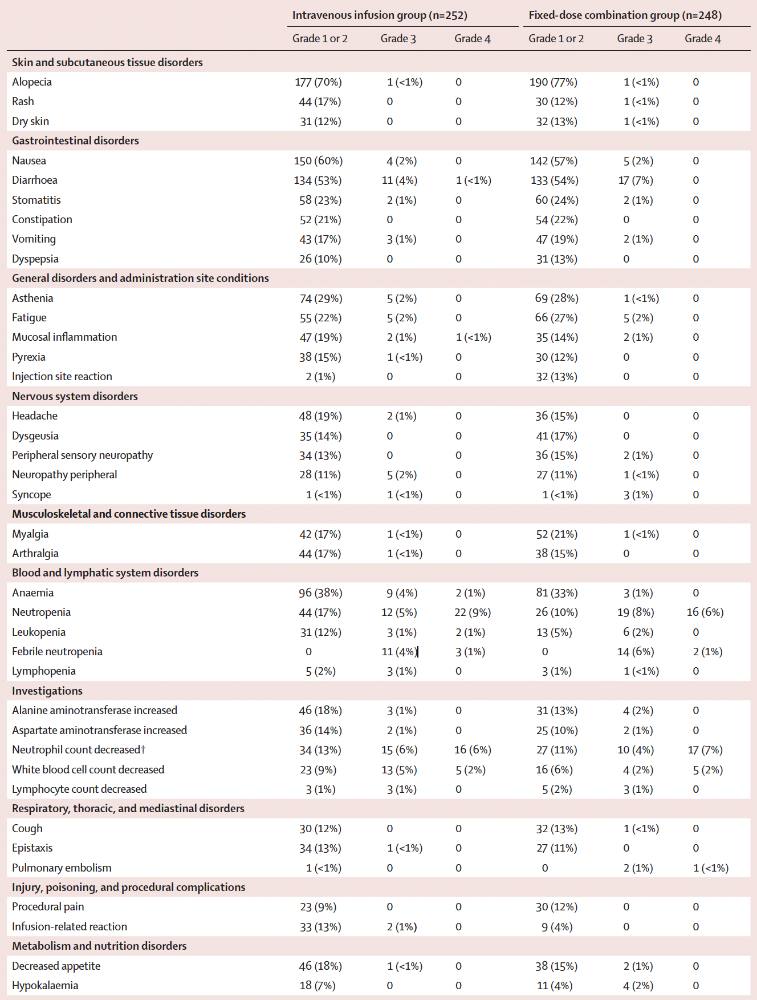 Intravenous infusion group (n=252) Fixed-dose combination group (n=248)
Grade 1 or 2 Grade 3 Grade 4 Grade 1 or 2 Grade 3 Grade 4
Skin and subcutaneous tissue disorders
Alopecia 177 (70%) 1 (<1%) 0 190 (77%) 1 (<1%) 0
Rash 44 (17%) 0 0 30 (12%) 1 (<1%) 0
Dry skin 31 (12%) 0 0 32 (13%) 1 (<1%) 0
Gastrointestinal disorders
Nausea 150 (60%) 4 (2%) 0 142 (57%) 5 (2%) 0
Diarrhoea 134 (53%) 11 (4%) 1 (<1%) 133 (54%) 17 (7%) 0
Stomatitis 58 (23%) 2 (1%) 0 60 (24%) 2 (1%) 0
Constipation 52 (21%) 0 0 54 (22%) 0 0
Vomiting 43 (17%) 3 (1%) 0 47 (19%) 2 (1%) 0
Dyspepsia 26 (10%) 0 0 31 (13%) 0 0
General disorders and administration site conditions
Asthenia 74 (29%) 5 (2%) 0 69 (28%) 1 (<1%) 0
Fatigue 55 (22%) 5 (2%) 0 66 (27%) 5 (2%) 0
Mucosal inflammation 47 (19%) 2 (1%) 1 (<1%) 35 (14%) 2 (1%) 0
Pyrexia 38 (15%) 1 (<1%) 0 30 (12%) 0 0
Injection site reaction 2 (1%) 0 0 32 (13%) 0 0
Nervous system disorders
Headache 48 (19%) 2 (1%) 0 36 (15%) 0 0
Dysgeusia 35 (14%) 0 0 41 (17%) 0 0
Peripheral sensory neuropathy 34 (13%) 0 0 36 (15%) 2 (1%) 0
Neuropathy peripheral 28 (11%) 5 (2%) 0 27 (11%) 1 (<1%) 0
Syncope 1 (<1%) 1 (<1%) 0 1 (<1%) 3 (1%) 0
Musculoskeletal and connective tissue disorders
Myalgia 42 (17%) 1 (<1%) 0 52 (21%) 1 (<1%) 0
Arthralgia 44 (17%) 1 (<1%) 0 38 (15%) 0 0
Blood and lymphatic system disorders
Anaemia 96 (38%) 9 (4%) 2 (1%) 81 (33%) 3 (1%) 0
Neutropenia 44 (17%) 12 (5%) 22 (9%) 26 (10%) 19 (8%) 16 (6%)
Leukopenia 31 (12%) 3 (1%) 2 (1%) 13 (5%) 6 (2%) 0
Febrile neutropenia 0 11 (4%) 3 (1%) 0 14 (6%) 2 (1%)
Lymphopenia 5 (2%) 3 (1%) 0 3 (1%) 1 (<1%) 0
Investigations
Alanine aminotransferase increased 46 (18%) 3 (1%) 0 31 (13%) 4 (2%) 0
Aspartate aminotransferase increased 36 (14%) 2 (1%) 0 25 (10%) 2 (1%) 0
Neutrophil count decreased† 34 (13%) 15 (6%) 16 (6%) 27 (11%) 10 (4%) 17 (7%)
White blood cell count decreased 23 (9%) 13 (5%) 5 (2%) 16 (6%) 4 (2%) 5 (2%)
Lymphocyte count decreased 3 (1%) 3 (1%) 0 5 (2%) 3 (1%) 0
Respiratory, thoracic, and mediastinal disorders
Cough 30 (12%) 0 0 32 (13%) 1 (<1%) 0
Epistaxis 34 (13%) 1 (<1%) 0 27 (11%) 0 0
Pulmonary embolism 1 (<1%) 0 0 0 2 (1%) 1 (<1%)
Injury, poisoning, and procedural complications
Procedural pain 23 (9%) 0 0 30 (12%) 0 0
Infusion-related reaction 33 (13%) 2 (1%) 0 9 (4%) 0 0
Metabolism and nutrition disorders
Decreased appetite 46 (18%) 1 (<1%) 0 38 (15%) 2 (1%) 0
Hypokalaemia 18 (7%) 0 0 11 (4%) 4 (2%) 0